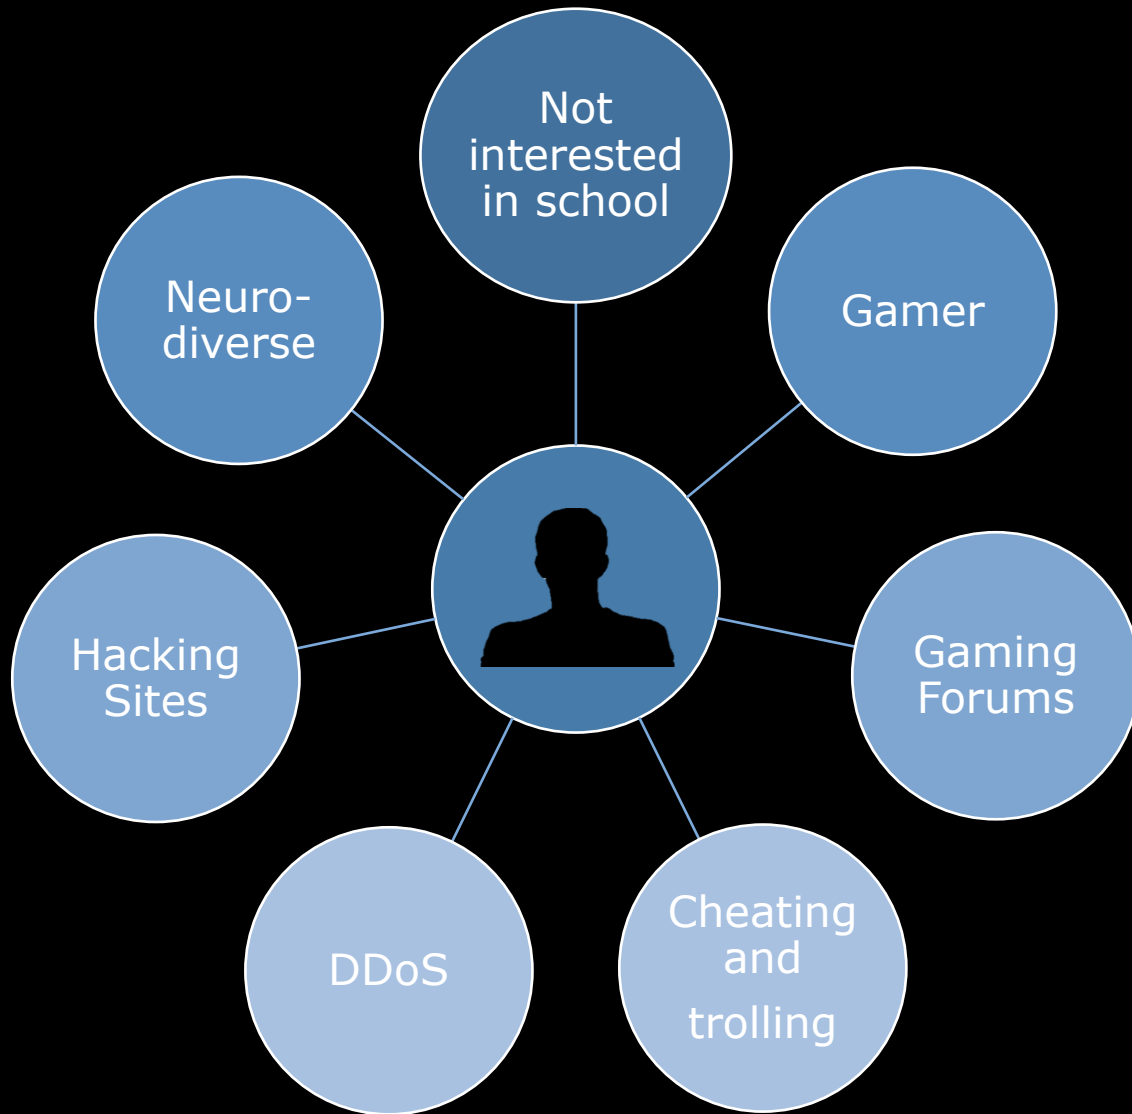 Not
interested
in school
Gamer
Gaming
Forums
Cheating
and
trolling
DDoS
Hacking
Sites
Neuro-
diverse